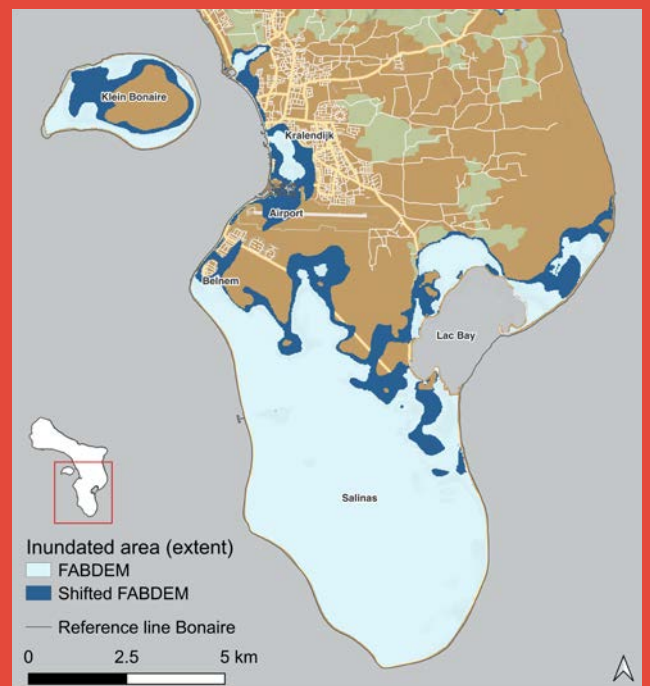 Klein Bonaire
Kralendijk
Airport
Belnem
Lac Bay
Salinas
Inundated area (extent)
FABDEM
Shifted FABDEM
Reference line Bonaire
0 2.5 5 km